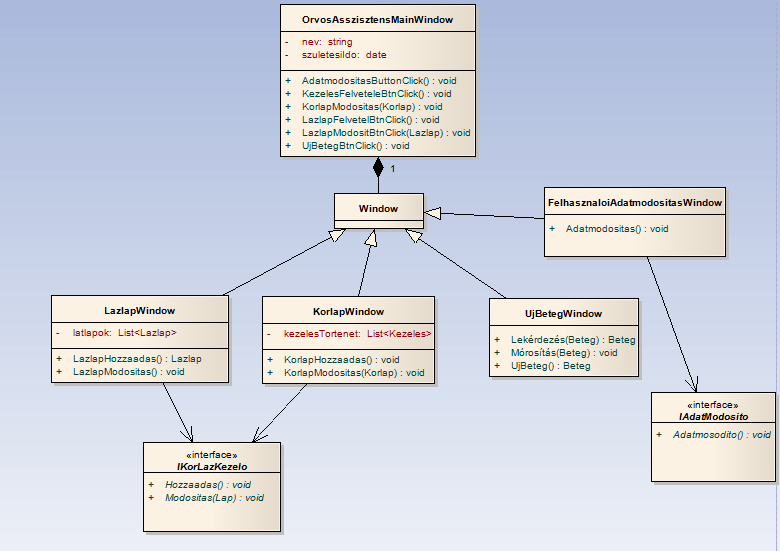 OrvosAsszisztensMainWindow
- nev: string
- szuletesiIdo: date
+ AdatmodositasButtonClick() : void
+ KezelesFelveteleBtnClick() : void
+ KorlapModositas(Korlap) : void
+ LazlapFelvetelBtnClick() : void
+ LazlapModositBtnClick(Lazlap) : void
+ UjBetegBtnClick() : void
1
Window
FelhasznaloiAdatmodositasWindow
+ Adatmodositas() : void
LazlapWindow
- latlapok: List<Lazlap>
+ LazlapHozzaadas() : Lazlap
+ LazlapModositas() : void
KorlapWindow
- kezelesTortenet: List<Kezeles>
+ KorlapHozzaadas() : void
+ KorlapModositas(Korlap) : void
UjBetegWindow
+ Lekérdezés(Beteg) : Beteg
+ Mórosítás(Beteg) : void
+ UjBeteg() : Beteg
«interface»
IKorLazKezelo
+ Hozzaadas() : void
+ Modositas(Lap) : void
«interface»
IAdatModosito
+ Adatmosodito() : void